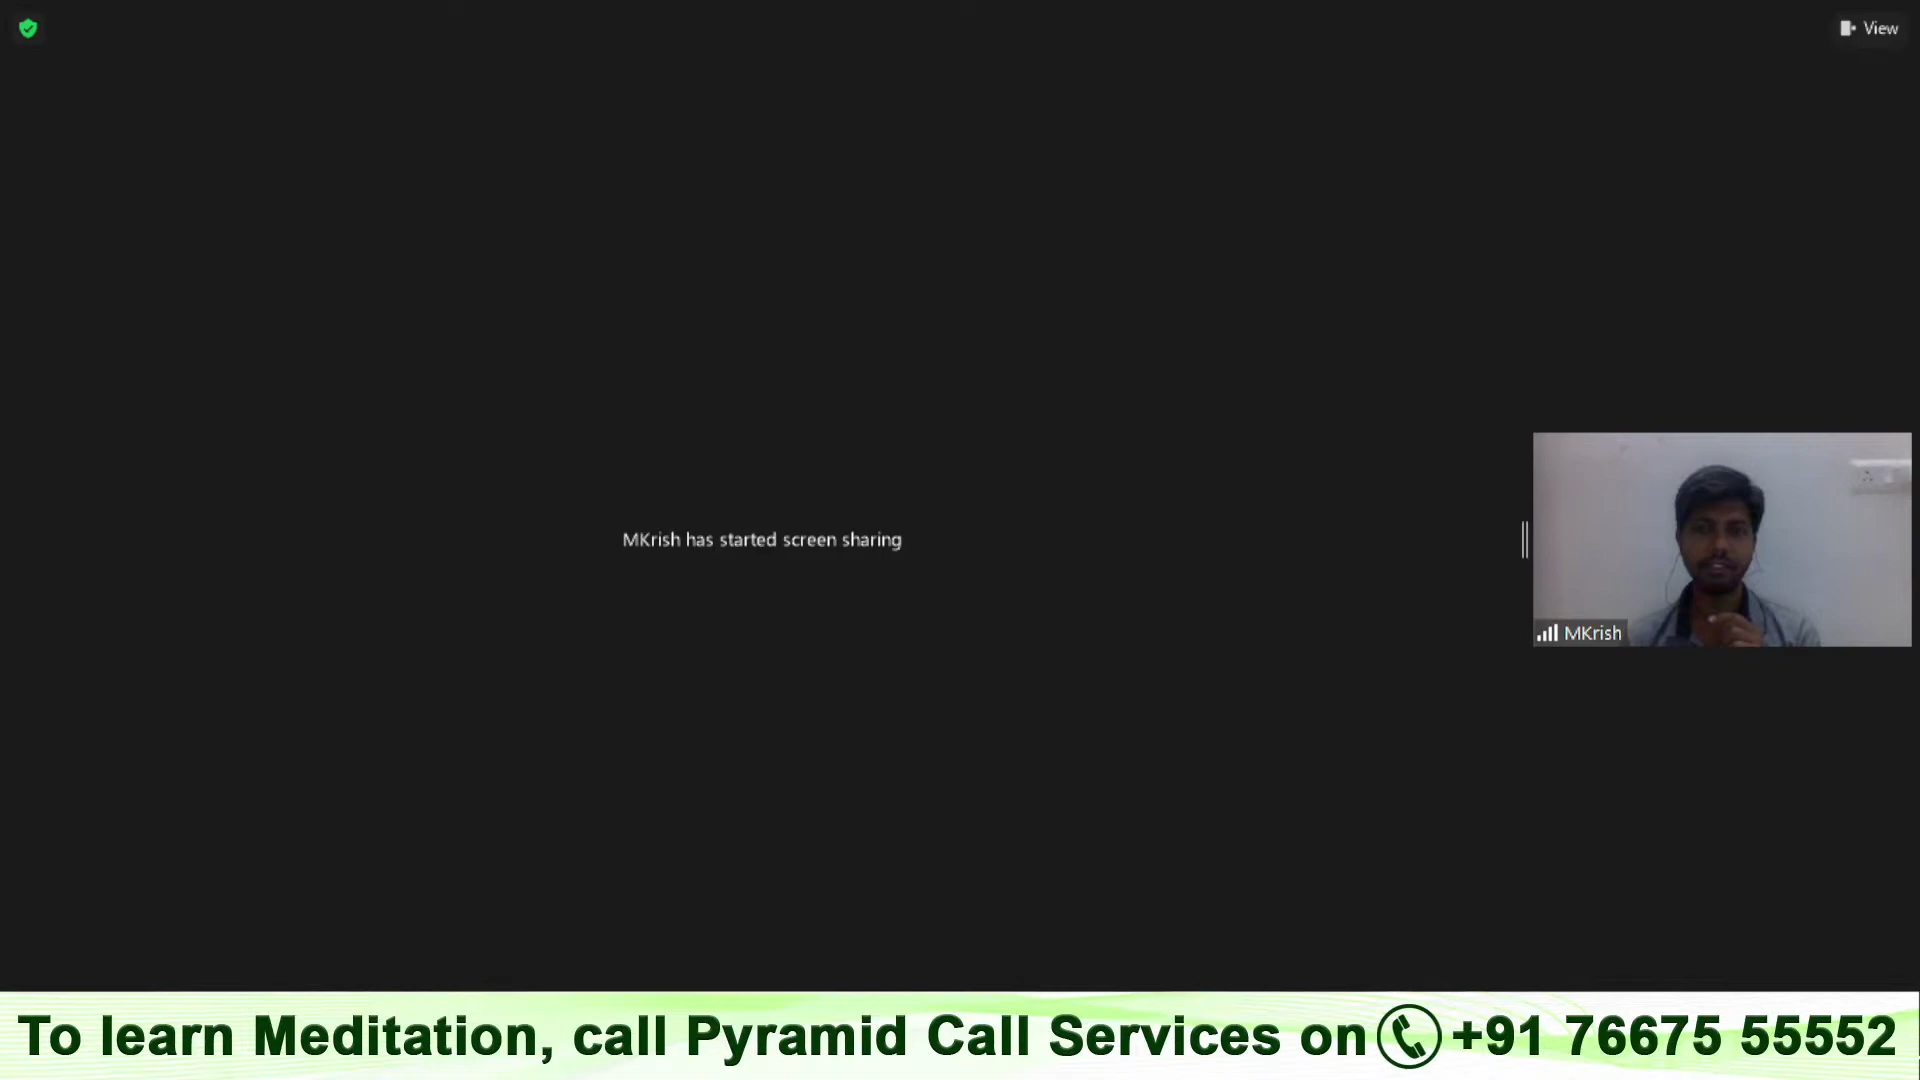 View
MKrish has started screen sharing
MKrish
To learn Meditation, call Pyramid Call Services on +91 76675 55552